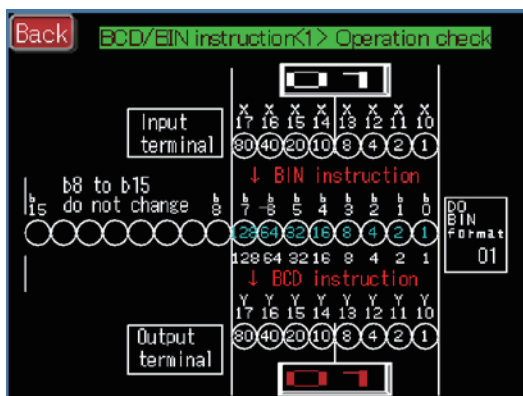 Back
BCD/BIN instruction<1> Operation check
Input
terminal
X X X X X X X X
17 16 15 14 13 12 11 10
80 40 20 10 8 4 2 1
↓ BIN instruction
b8 to b15
do not change
b
15
b
8
b b b b b b b b
7 6 5 4 3 2 1 0
128 64 32 16 8 4 2 1
128 64 32 16 8 4 2 1
D0
BIN
format
01
↓ BCD instruction
Y Y Y Y Y Y Y Y
17 16 15 14 13 12 11 10
80 40 20 10 8 4 2 1
Output
terminal